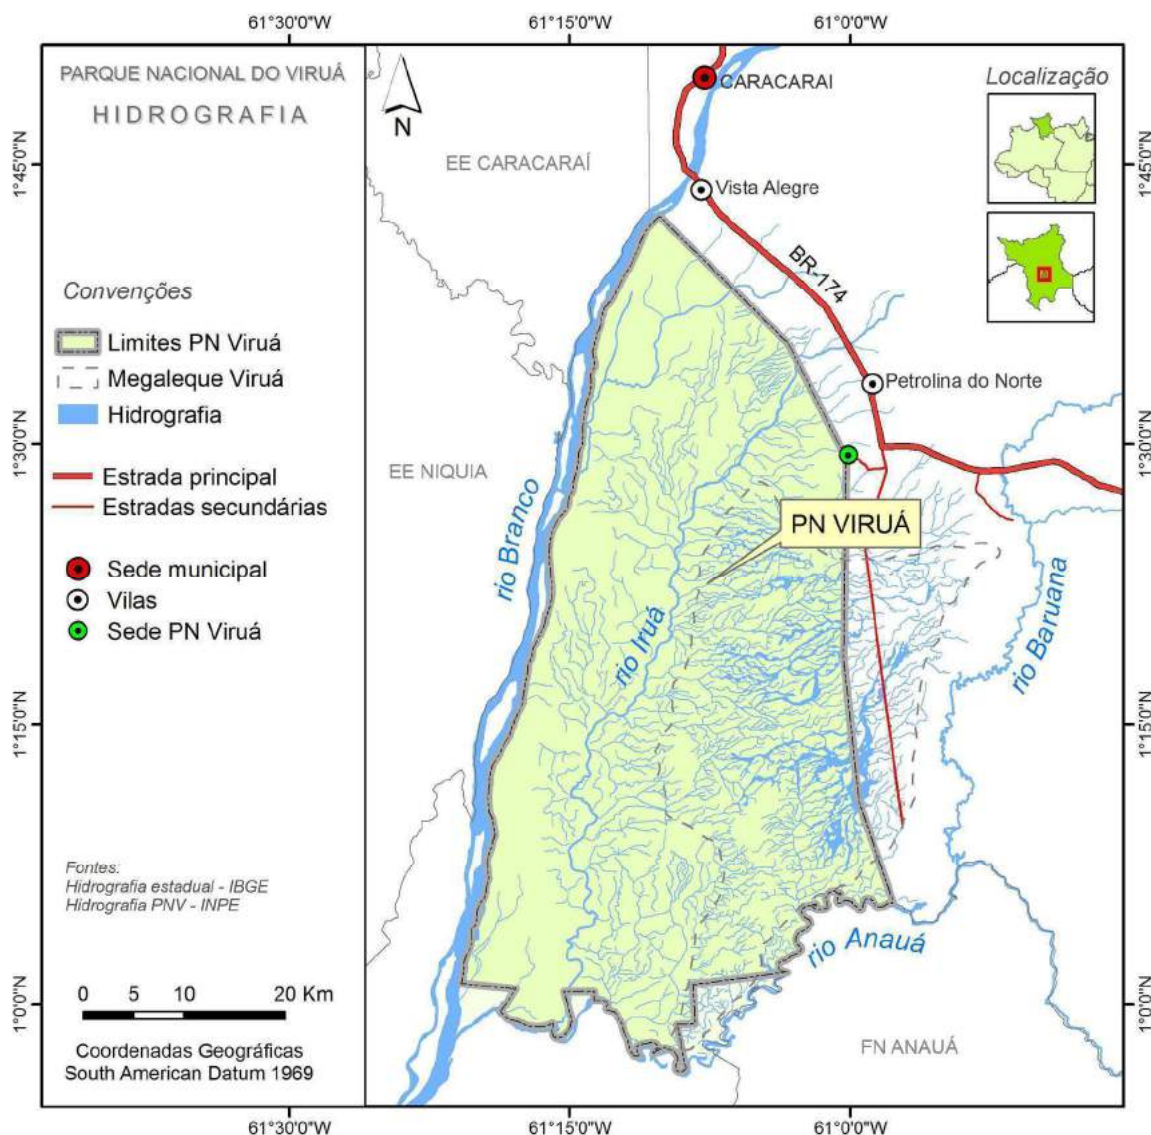 61°30'0"W
61°15'0"W
61°0'0"W
PARQUE NACIONAL DO VIRUÁ
HIDROGRAFIA
N
CARACARAI
Localização
1°45'0"N
1°45'0"N
EE CARACARAÍ
Vista Alegre
BR-174
Convenções
Limites PN Viruá
Megaleque Viruá
Hidrografia
Petrolina do Norte
1°30'0"N
1°30'0"N
EE NIQUIA
Estrada principal
Estradas secundárias
rio Branco
PN VIRUÁ
Sede municipal
Vilas
Sede PN Viruá
rio Iruá
rio Baruana
1°15'0"N
1°15'0"N
Fontes:
Hidrografia estadual - IBGE
Hidrografia PNV - INPE
rio Anauá
0 5 10 20 Km
1°0'0"N
1°0'0"N
Coordenadas Geográficas
South American Datum 1969
FN ANAUÁ
61°30'0"W
61°15'0"W
61°0'0"W